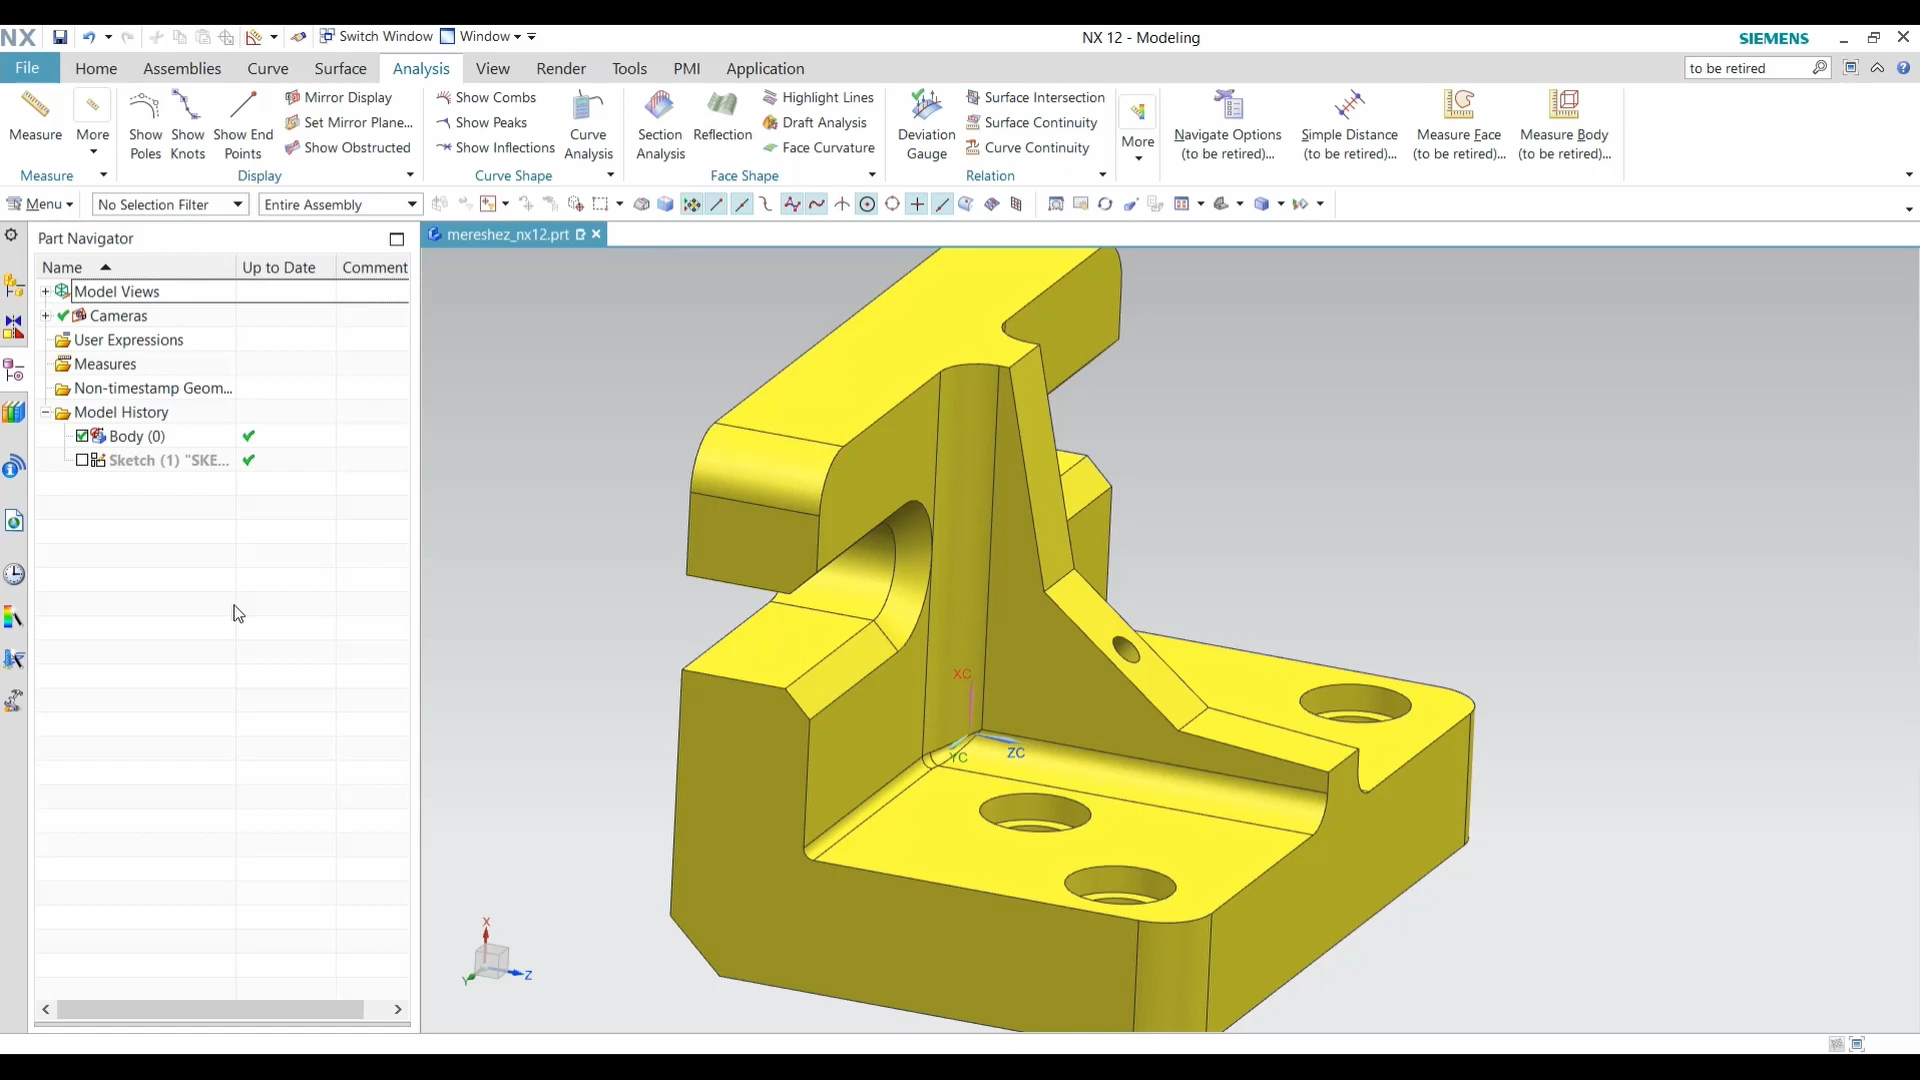 NX
Switch Window
Window
NX 12 - Modeling
SIEMENS
File
Home
Assemblies
Curve
Surface
Analysis
View
Render
Tools
PMI
Application
to be retired
Measure
More
Show Poles
Show Knots
Show End Points
Mirror Display
Set Mirror Plane...
Show Obstructed
Show Combs
Show Peaks
Show Inflections
Curve Analysis
Section Analysis
Reflection
Highlight Lines
Draft Analysis
Face Curvature
Deviation Gauge
Surface Intersection
Surface Continuity
Curve Continuity
More
Navigate Options (to be retired)...
Simple Distance (to be retired)...
Measure Face (to be retired)...
Measure Body (to be retired)...
Measure
Display
Curve Shape
Face Shape
Relation
Menu
No Selection Filter
Entire Assembly
Part Navigator
mereshez_nx12.prt
Name
Up to Date
Comment
Model Views
Cameras
User Expressions
Measures
Non-timestamp Geom...
Model History
Body (0)
Sketch (1) "SKE...
XC
YC
ZC
X
Y
Z